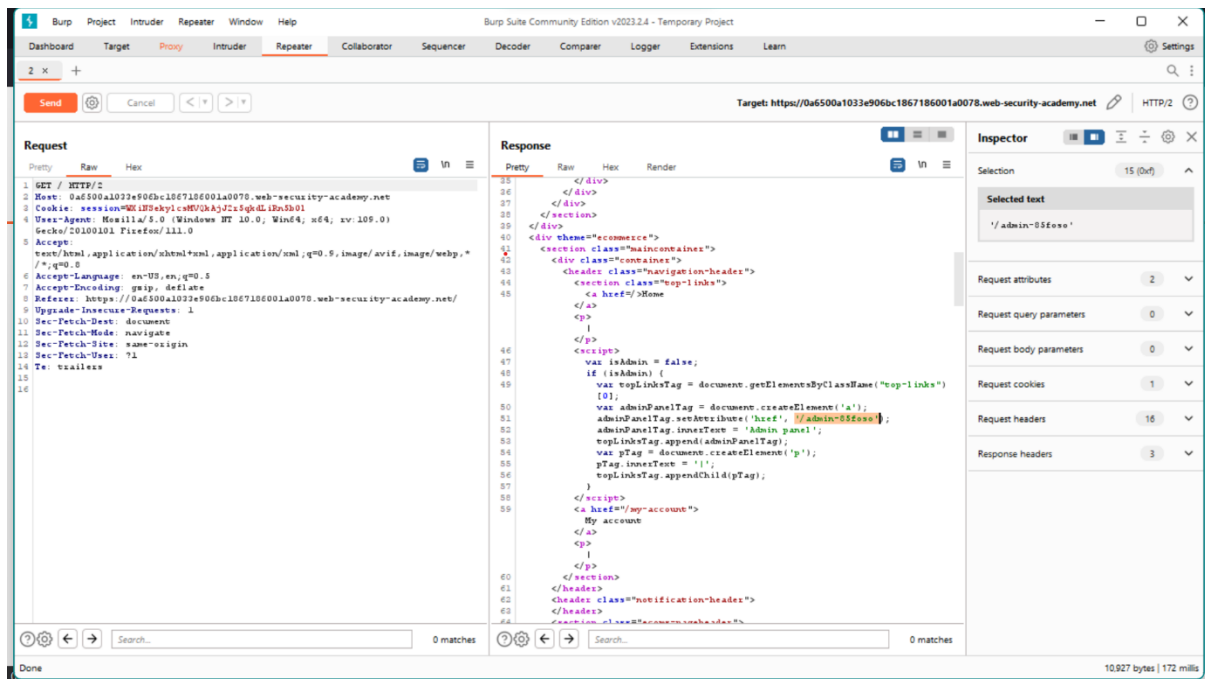 Burp Project Intruder Repeater Window Help Burp Suite Community Edition v2023.2.4 - Temporary Project
Dashboard Target Proxy Intruder Repeater Collaborator Sequencer Decoder Comparer Logger Extensions Learn Settings
2 × +
Send Cancel < > Target: https://0a6500a1033e906bc1867186001a0078.web-security-academy.net HTTP/2
Request
Pretty Raw Hex \n
1 GET / HTTP/2
2 Host: 0a6500a1033e906bc1867186001a0078.web-security-academy.net
3 Cookie:
4 User-Agent: Mozilla/5.0 (Windows NT 10.0; Win64; x64; rv:109.0)
Gecko/20100101 Firefox/111.0
5 Accept:
text/html,application/xhtml+xml,application/xml;q=0.9,image/avif,image/webp,*
/*;q=0.8
6 Accept-Language: en-US,en;q=0.5
7 Accept-Encoding: gzip, deflate
8 Referer: https://0a6500a1033e906bc1867186001a0078.web-security-academy.net/
9 Upgrade-Insecure-Requests: 1
10 Sec-Fetch-Dest: document
11 Sec-Fetch-Mode: navigate
12 Sec-Fetch-Site: same-origin
13 Sec-Fetch-User: ?1
14 Te: trailers
15
16
Search... 0 matches
Response
Pretty Raw Hex Render \n
35 </div>
36 </div>
37 </div>
38 </section>
39 </div>
40 <div theme="ecommerce">
41 <section class="maincontainer">
42 <div class="container">
43 <header class="navigation-header">
44 <section class="top-links">
45 <a href=/>Home
</a>
<p>
|
</p>
46 <script>
47 var isAdmin = false;
48 if (isAdmin) {
49 var topLinksTag = document.getElementsByClassName("top-links")
[0];
50 var adminPanelTag = document.createElement('a');
51 adminPanelTag.setAttribute('href', '/admin-85foso');
52 adminPanelTag.innerText = 'Admin panel';
53 topLinksTag.append(adminPanelTag);
54 var pTag = document.createElement('p');
55 pTag.innerText = '|';
56 topLinksTag.appendChild(pTag);
57 }
58 </script>
59 <a href="/my-account">
My account
</a>
<p>
|
</p>
60 </section>
61 </header>
62 <header class="notification-header">
63 </header>
64 <section class="ecoms-pageheader">
Search... 0 matches
Inspector
Selection 15 (0xf)
Selected text
'/admin-85foso'
Request attributes 2
Request query parameters 0
Request body parameters 0
Request cookies 1
Request headers 16
Response headers 3
Done 10,927 bytes | 172 millis